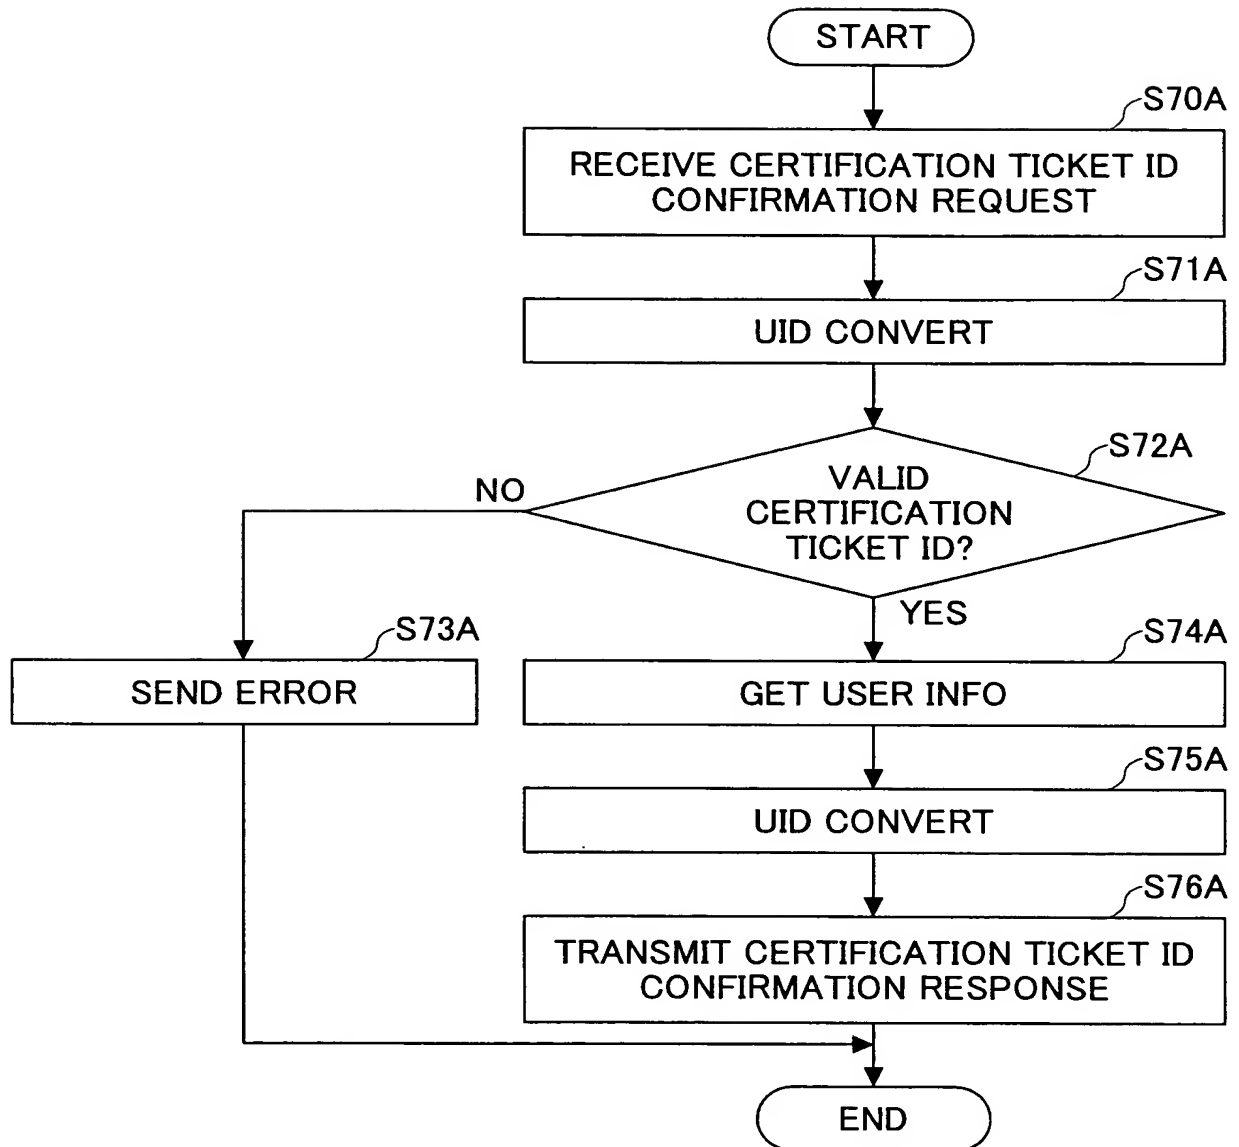 START
S70A
RECEIVE CERTIFICATION TICKET ID
CONFIRMATION REQUEST
S71A
UID CONVERT
S72A
VALID
CERTIFICATION
TICKET ID?
NO
YES
S73A
SEND ERROR
S74A
GET USER INFO
S75A
UID CONVERT
S76A
TRANSMIT CERTIFICATION TICKET ID
CONFIRMATION RESPONSE
END